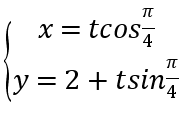 x = tcos π/4
y = 2 + tsin π/4